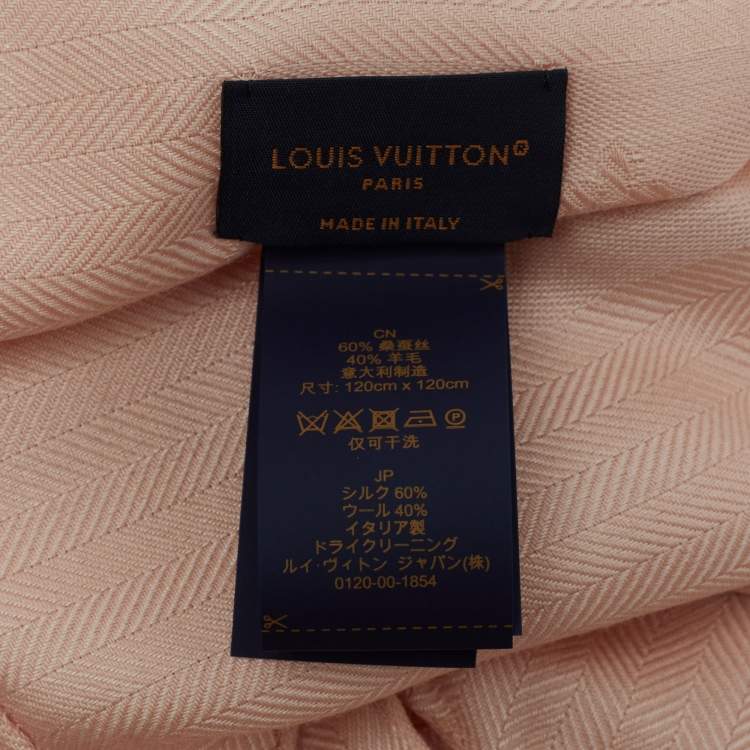 LOUIS VUITTON®
PARIS
MADE IN ITALY
CN
60% 桑蚕丝
40% 羊毛
意大利制造
尺寸: 120cm x 120cm
仅可干洗
JP
シルク 60%
ウール 40%
イタリア製
ドライクリーニング
ルイ·ヴィトン ジャパン(株)
0120-00-1854